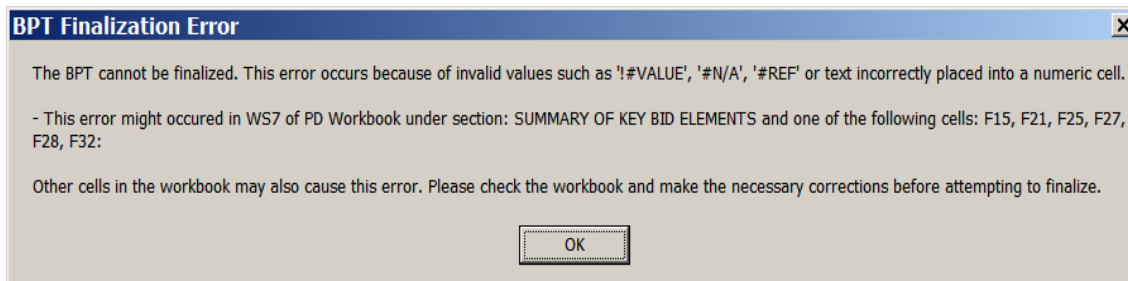 BPT Finalization Error
The BPT cannot be finalized. This error occurs because of invalid values such as '!#VALUE', '#N/A', '#REF' or text incorrectly placed into a numeric cell.
- This error might occured in WS7 of PD Workbook under section: SUMMARY OF KEY BID ELEMENTS and one of the following cells: F15, F21, F25, F27,
F28, F32:
Other cells in the workbook may also cause this error. Please check the workbook and make the necessary corrections before attempting to finalize.
OK